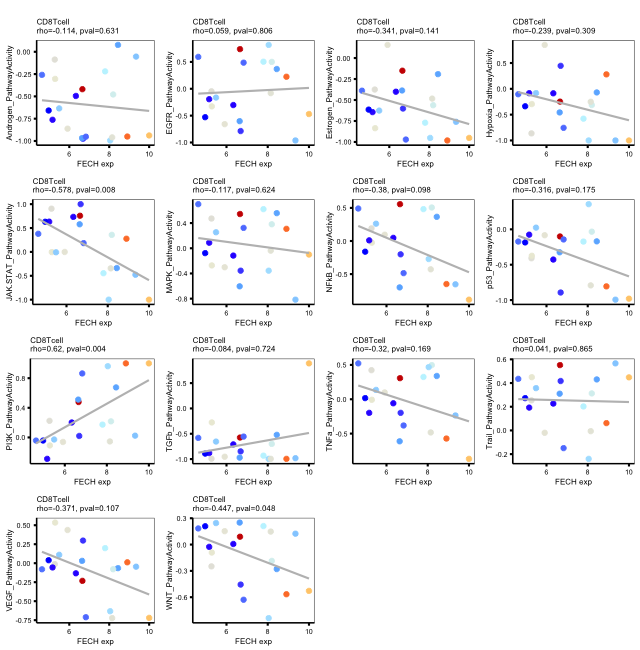 CD8Tcell
rho=-0.114, pval=0.631
Androgen_PathwayActivity
0.00
-0.25
-0.50
-0.75
-1.00
6
8
10
FECH exp
CD8Tcell
rho=0.059, pval=0.806
EGFR_PathwayActivity
0.5
0.0
-0.5
-1.0
6
8
10
FECH exp
CD8Tcell
rho=-0.341, pval=0.141
Estrogen_PathwayActivity
0.00
-0.25
-0.50
-0.75
-1.00
6
8
10
FECH exp
CD8Tcell
rho=-0.239, pval=0.309
Hypoxia_PathwayActivity
0.5
0.0
-0.5
-1.0
6
8
10
FECH exp
CD8Tcell
rho=-0.578, pval=0.008
JAK.STAT_PathwayActivity
1.0
0.5
0.0
-0.5
-1.0
6
8
10
FECH exp
CD8Tcell
rho=-0.117, pval=0.624
MAPK_PathwayActivity
0.4
0.0
-0.4
-0.8
6
8
10
FECH exp
CD8Tcell
rho=-0.38, pval=0.098
NFkB_PathwayActivity
0.5
0.0
-0.5
6
8
10
FECH exp
CD8Tcell
rho=-0.316, pval=0.175
p53_PathwayActivity
0.0
-0.5
-1.0
6
8
10
FECH exp
CD8Tcell
rho=0.62, pval=0.004
PI3K_PathwayActivity
0.8
0.4
0.0
6
8
10
FECH exp
CD8Tcell
rho=-0.084, pval=0.724
TGFb_PathwayActivity
0.5
0.0
-0.5
-1.0
6
8
10
FECH exp
CD8Tcell
rho=-0.32, pval=0.169
TNFa_PathwayActivity
0.5
0.0
-0.5
6
8
10
FECH exp
CD8Tcell
rho=0.041, pval=0.865
Trail_PathwayActivity
0.6
0.4
0.2
0.0
-0.2
6
8
10
FECH exp
CD8Tcell
rho=-0.371, pval=0.107
VEGF_PathwayActivity
0.50
0.25
0.00
-0.25
-0.50
-0.75
6
8
10
FECH exp
CD8Tcell
rho=-0.447, pval=0.048
WNT_PathwayActivity
0.3
0.0
-0.3
-0.6
6
8
10
FECH exp